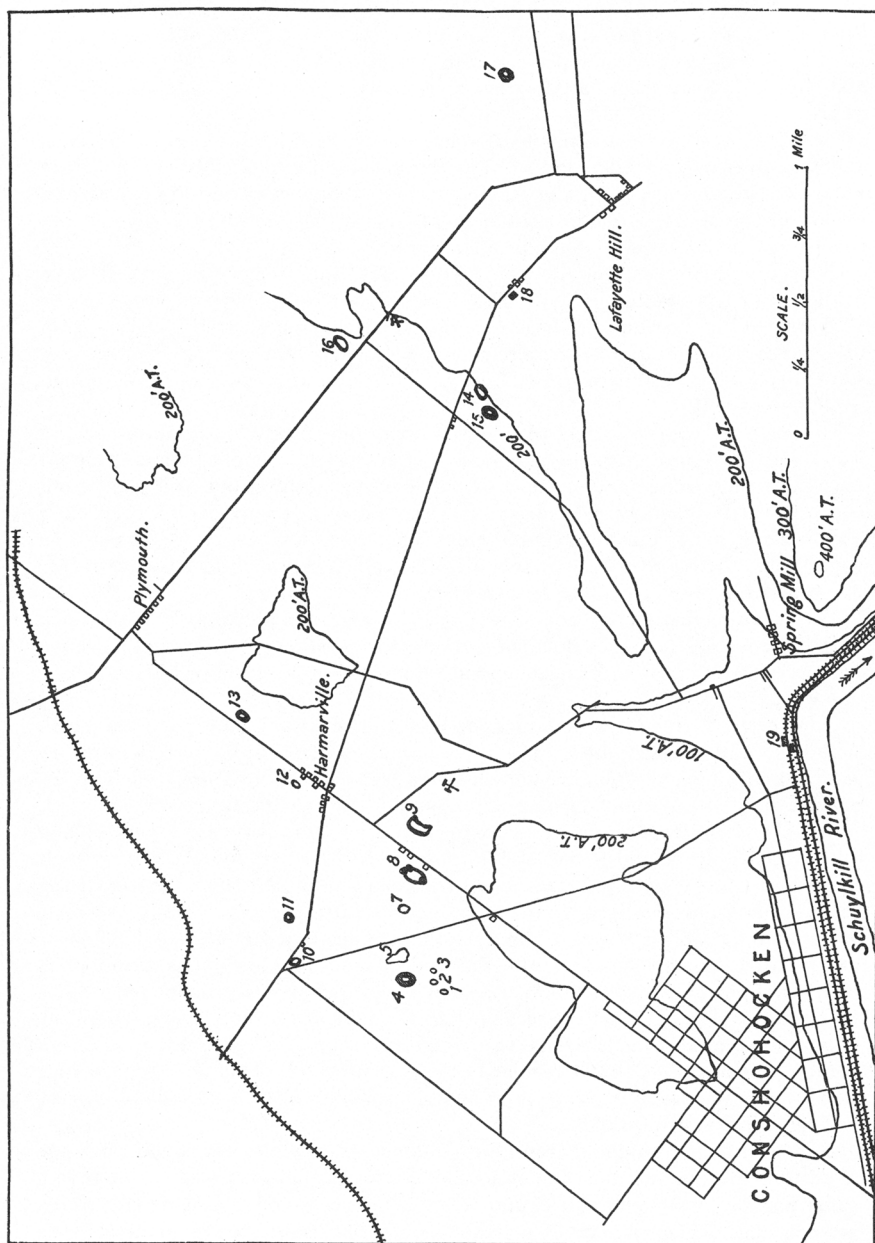 17
Plymouth.
200'A.T.
16
18
Lafayette Hill.
13
200'A.T.
14
15
200'
12
Harmarville.
11
10
9
8
7
5
4
1 2 3
200'A.T.
100'A.T.
200'A.T.
Spring Mill
300'A.T.
400'A.T.
19
CONSHOHOCKEN
Schuylkill River.
SCALE.
0 1/4 1/2 3/4 1 Mile